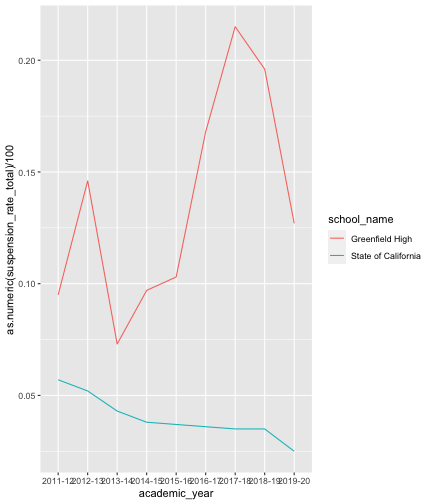 0.20
0.15
0.10
0.05
as.numeric(suspension_rate_total)/100
2011-12 2012-13 2013-14 2014-15 2015-16 2016-17 2017-18 2018-19 2019-20
academic_year
school_name
Greenfield High
State of California